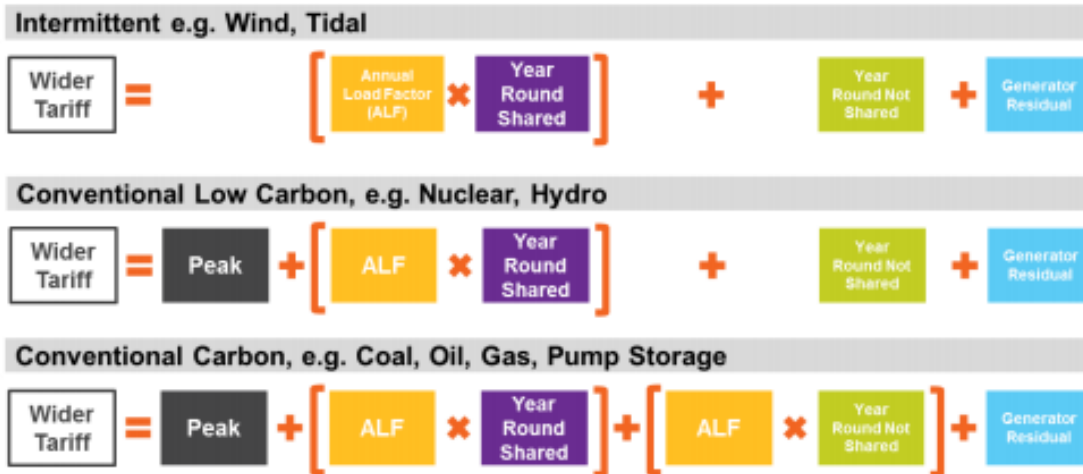 Intermittent e.g. Wind, Tidal
Wider Tariff = [ Annual Load Factor (ALF) × Year Round Shared ] + Year Round Not Shared + Generator Residual
Conventional Low Carbon, e.g. Nuclear, Hydro
Wider Tariff = Peak + [ ALF × Year Round Shared ] + Year Round Not Shared + Generator Residual
Conventional Carbon, e.g. Coal, Oil, Gas, Pump Storage
Wider Tariff = Peak + [ ALF × Year Round Shared ] + [ ALF × Year Round Not Shared ] + Generator Residual